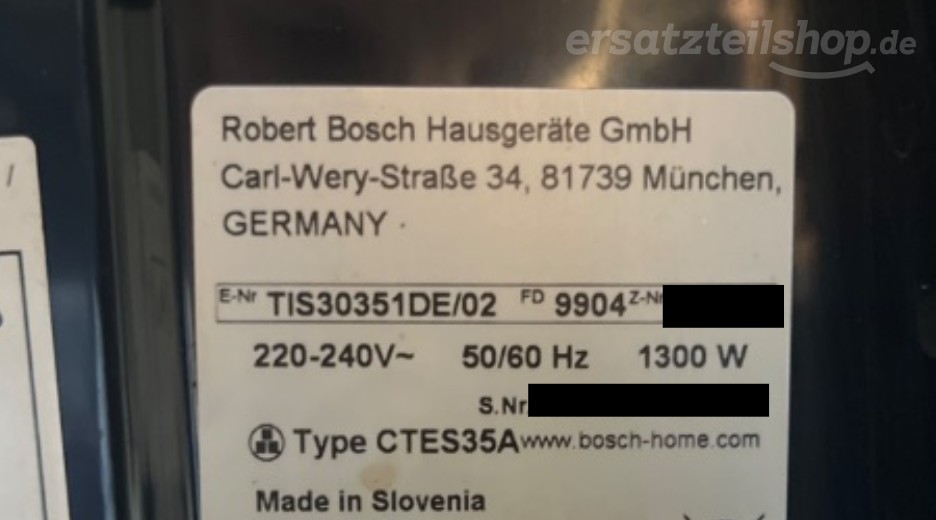 ersatzteilshop.de
Robert Bosch Hausgeräte GmbH
Carl-Wery-Straße 34, 81739 München,
GERMANY
E-Nr TIS30351DE/02 FD 9904 Z-Nr
220-240V~ 50/60 Hz 1300 W
S.Nr
Type CTES35A www.bosch-home.com
Made in Slovenia